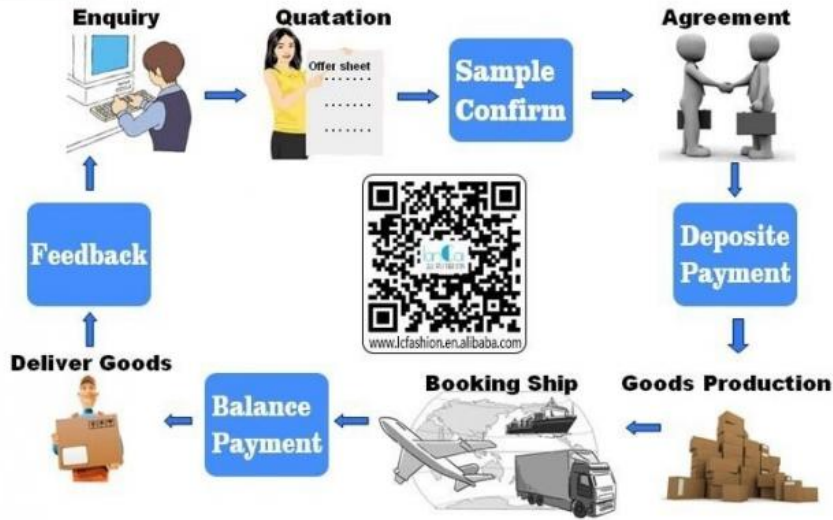 Enquiry
Quatation
Offer sheet
Sample
Confirm
Agreement
Deposite
Payment
Goods Production
Booking Ship
Balance
Payment
Deliver Goods
Feedback
www.lcfashion.en.alibaba.com